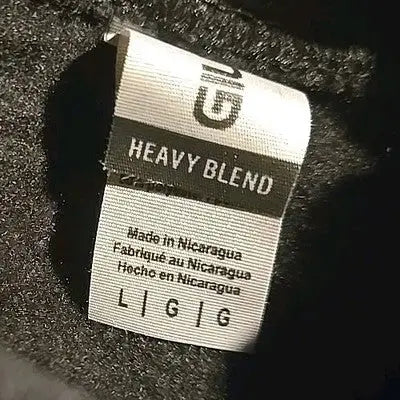 HEAVY BLEND
Made in Nicaragua
Fabriqué au Nicaragua
Hecho en Nicaragua
L | G | G